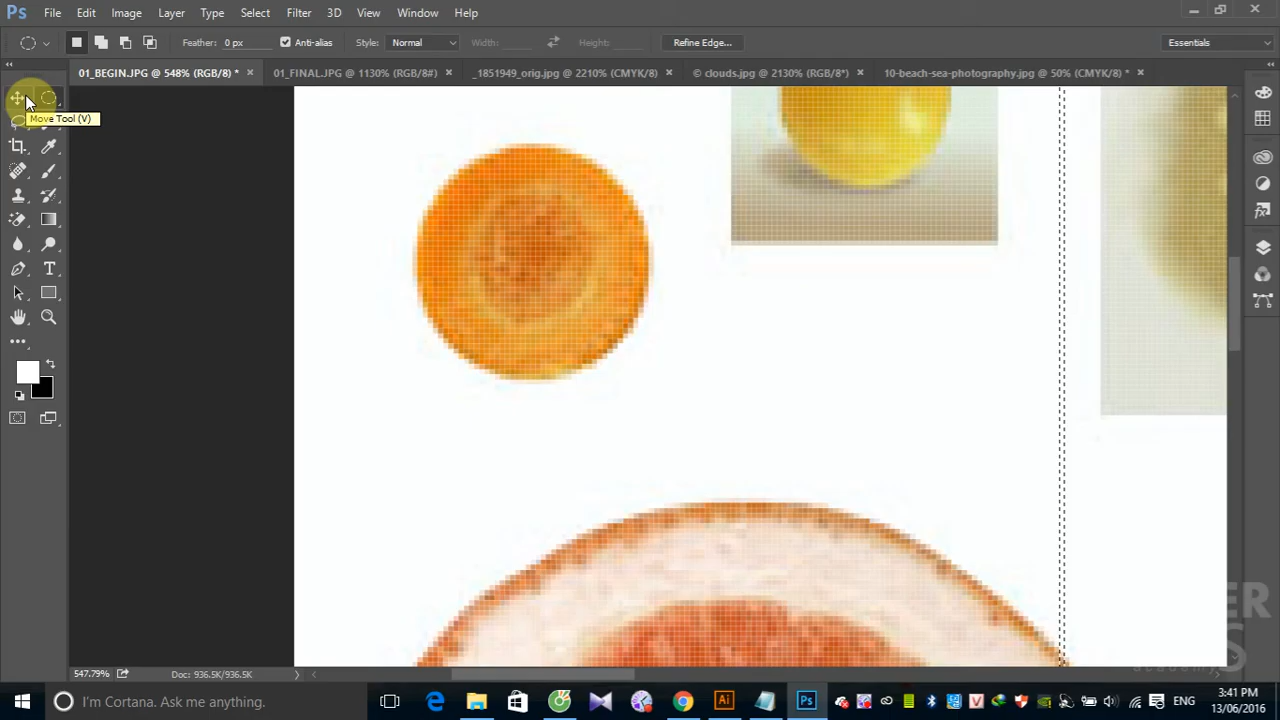 Ps File Edit Image Layer Type Select Filter 3D View Window Help
Feather: 0 px Anti-alias Style: Normal Width: Height: Refine Edge... Essentials
01_BEGIN.JPG @ 548% (RGB/8) * × 01_FINAL.JPG @ 1130% (RGB/8#) × _1851949_orig.jpg @ 2210% (CMYK/8) × © clouds.jpg @ 2130% (RGB/8*) × 10-beach-sea-photography.jpg @ 50% (CMYK/8) * ×
Move Tool (V)
547.79% Doc: 936.5K/936.5K
I'm Cortana. Ask me anything.
Ai
Ps
ENG
3:41 PM
13/06/2016